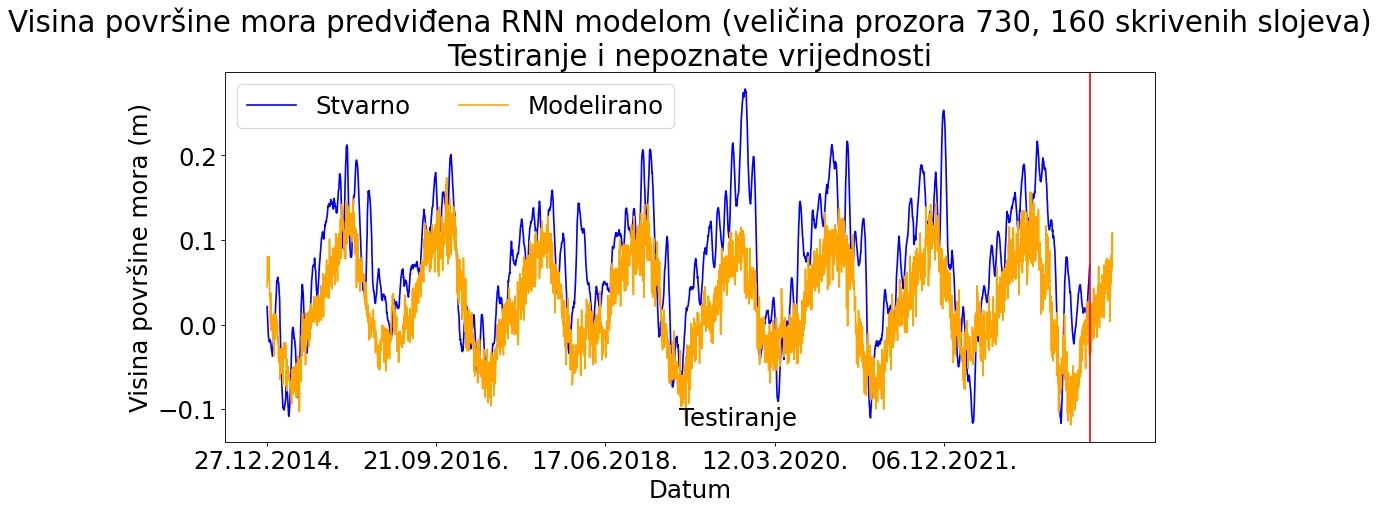 Visina površine mora predviđena RNN modelom (veličina prozora 730, 160 skrivenih slojeva)
Testiranje i nepoznate vrijednosti
Stvarno Modelirano
Visina površine mora (m)
0.2
0.1
0.0
−0.1
Testiranje
27.12.2014. 21.09.2016. 17.06.2018. 12.03.2020. 06.12.2021.
Datum